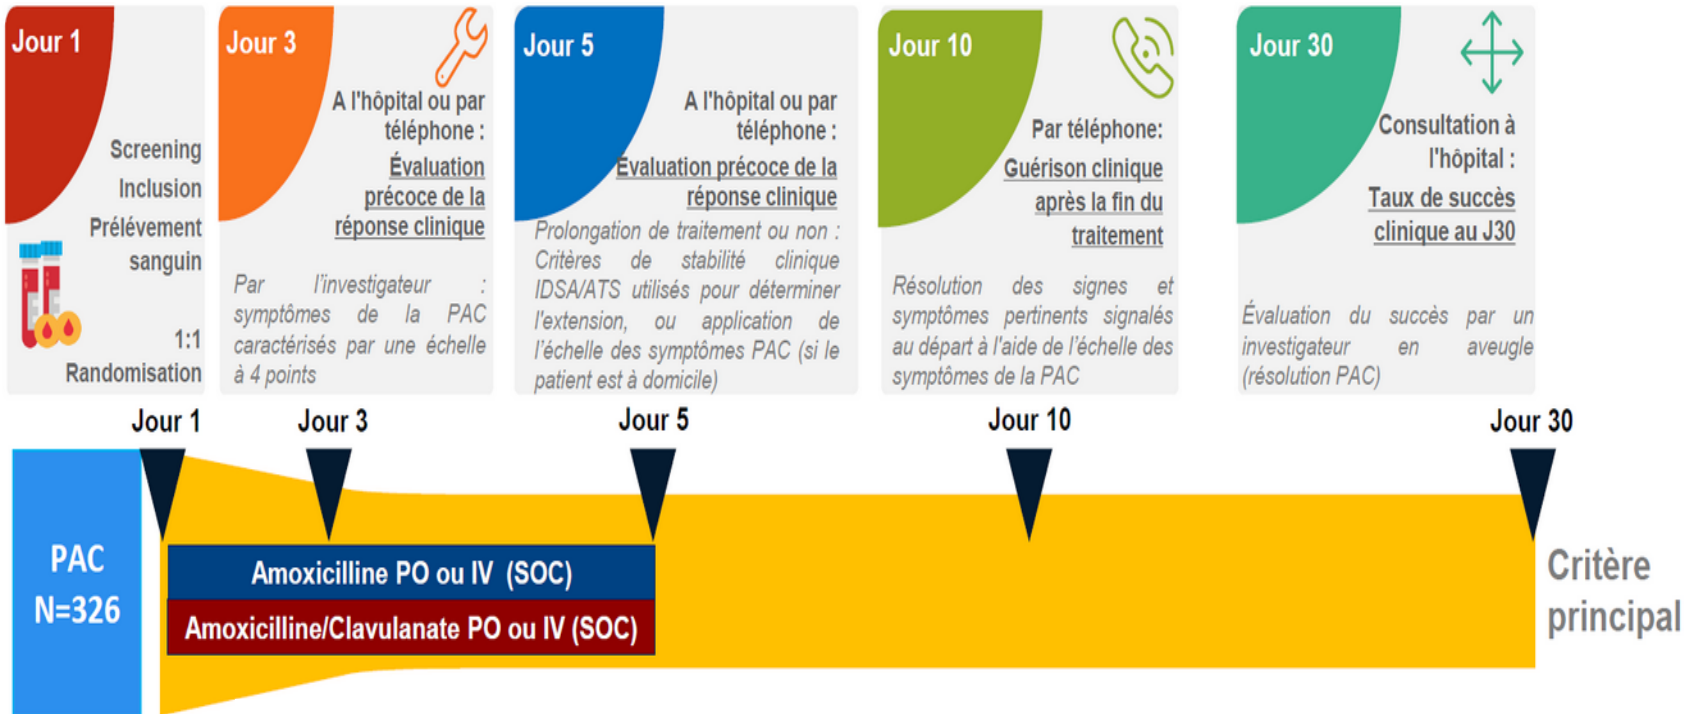 Jour 1
Screening
Inclusion
Prélévement
sanguin
1:1
Randomisation
Jour 3
A l'hôpital ou par
téléphone :
Évaluation
précoce de la
réponse clinique
Par l'investigateur :
symptômes de la PAC
caractérisés par une échelle
à 4 points
Jour 5
A l'hôpital ou par
téléphone :
Évaluation précoce de la
réponse clinique
Prolongation de traitement ou non :
Critères de stabilité clinique
IDSA/ATS utilisés pour déterminer
l'extension, ou application de
l'échelle des symptômes PAC (si le
patient est à domicile)
Jour 10
Par téléphone:
Guérison clinique
après la fin du
traitement
Résolution des signes et
symptômes pertinents signalés
au départ à l'aide de l'échelle des
symptômes de la PAC
Jour 30
Consultation à
l'hôpital :
Taux de succès
clinique au J30
Évaluation du succès par un
investigateur en aveugle
(résolution PAC)
Jour 1
Jour 3
Jour 5
Jour 10
Jour 30
PAC
N=326
Amoxicilline PO ou IV (SOC)
Amoxicilline/Clavulanate PO ou IV (SOC)
Critère
principal